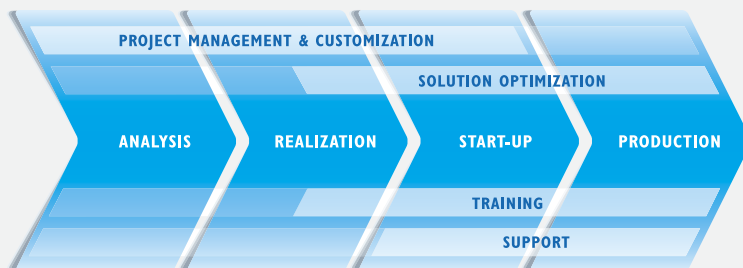 PROJECT MANAGEMENT & CUSTOMIZATION
SOLUTION OPTIMIZATION
ANALYSIS
REALIZATION
START-UP
PRODUCTION
TRAINING
SUPPORT